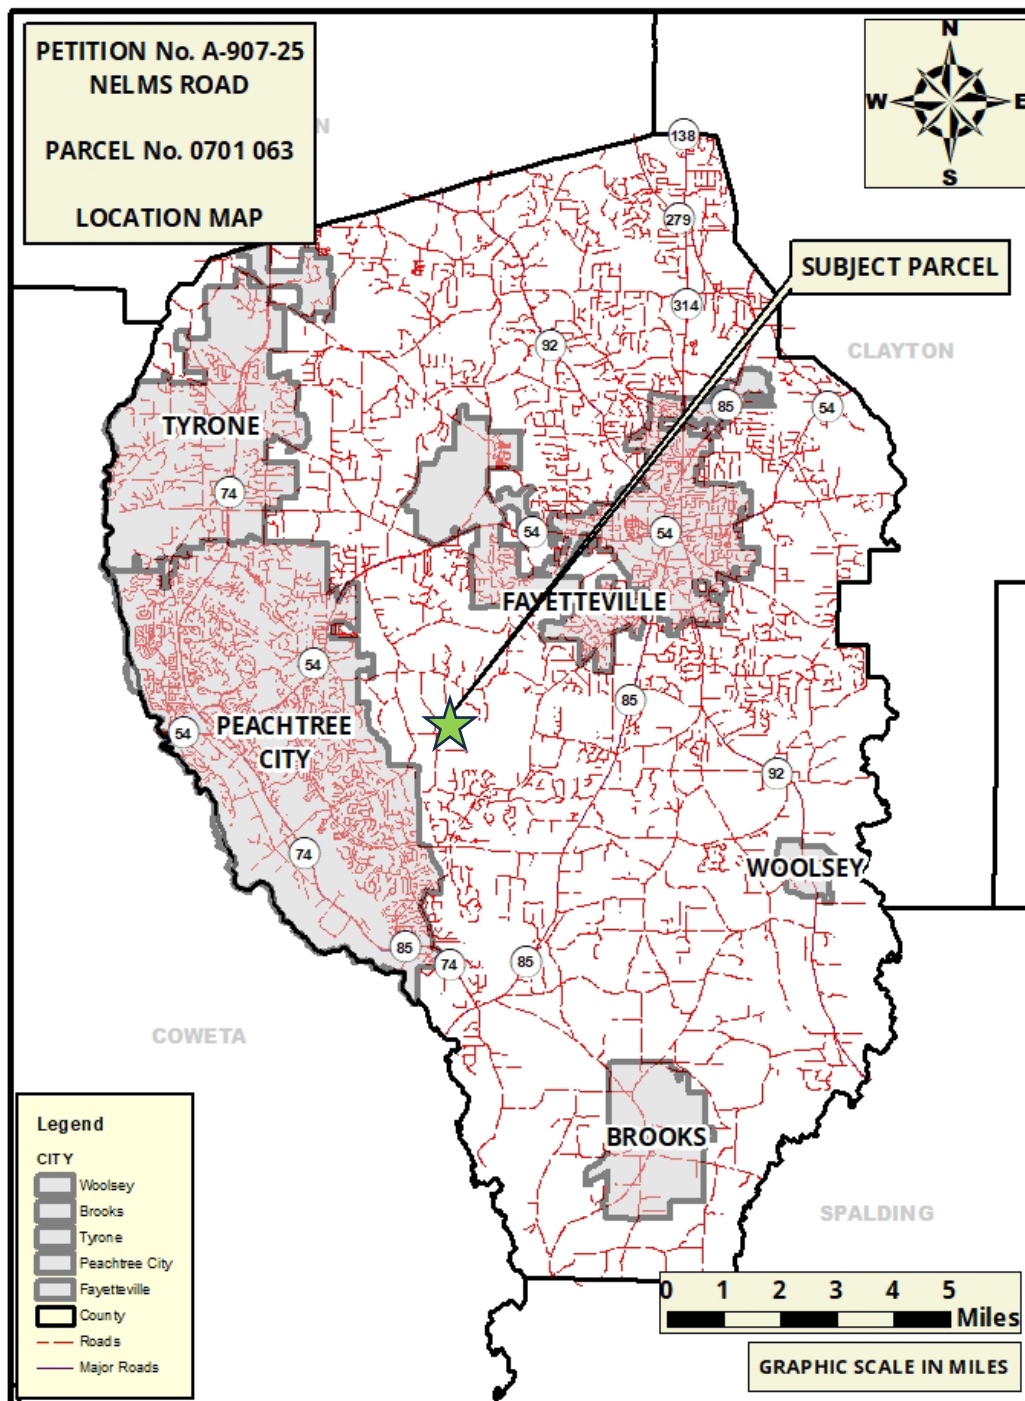 PETITION No. A-907-25
NELMS ROAD
PARCEL No. 0701 063
LOCATION MAP
N
W
E
S
138
279
SUBJECT PARCEL
314
92
CLAYTON
85
54
TYRONE
74
54
54
FAYETTEVILLE
54
85
PEACHTREE
CITY
54
92
74
WOOLSEY
85
74
85
COWETA
BROOKS
SPALDING
Legend
CITY
Woolsey
Brooks
Tyrone
Peachtree City
Fayetteville
County
Roads
Major Roads
0 1 2 3 4 5
Miles
GRAPHIC SCALE IN MILES